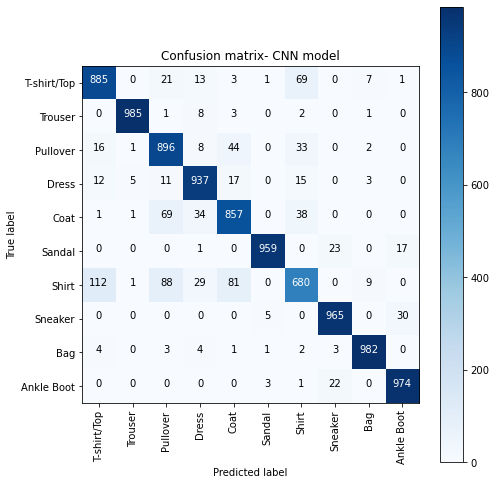 Confusion matrix- CNN model
T-shirt/Top 885 0 21 13 3 1 69 0 7 1
Trouser 0 985 1 8 3 0 2 0 1 0
Pullover 16 1 896 8 44 0 33 0 2 0
Dress 12 5 11 937 17 0 15 0 3 0
Coat 1 1 69 34 857 0 38 0 0 0
Sandal 0 0 0 1 0 959 0 23 0 17
Shirt 112 1 88 29 81 0 680 0 9 0
Sneaker 0 0 0 0 0 5 0 965 0 30
Bag 4 0 3 4 1 1 2 3 982 0
Ankle Boot 0 0 0 0 0 3 1 22 0 974
True label
T-shirt/Top
Trouser
Pullover
Dress
Coat
Sandal
Shirt
Sneaker
Bag
Ankle Boot
Predicted label
800
600
400
200
0